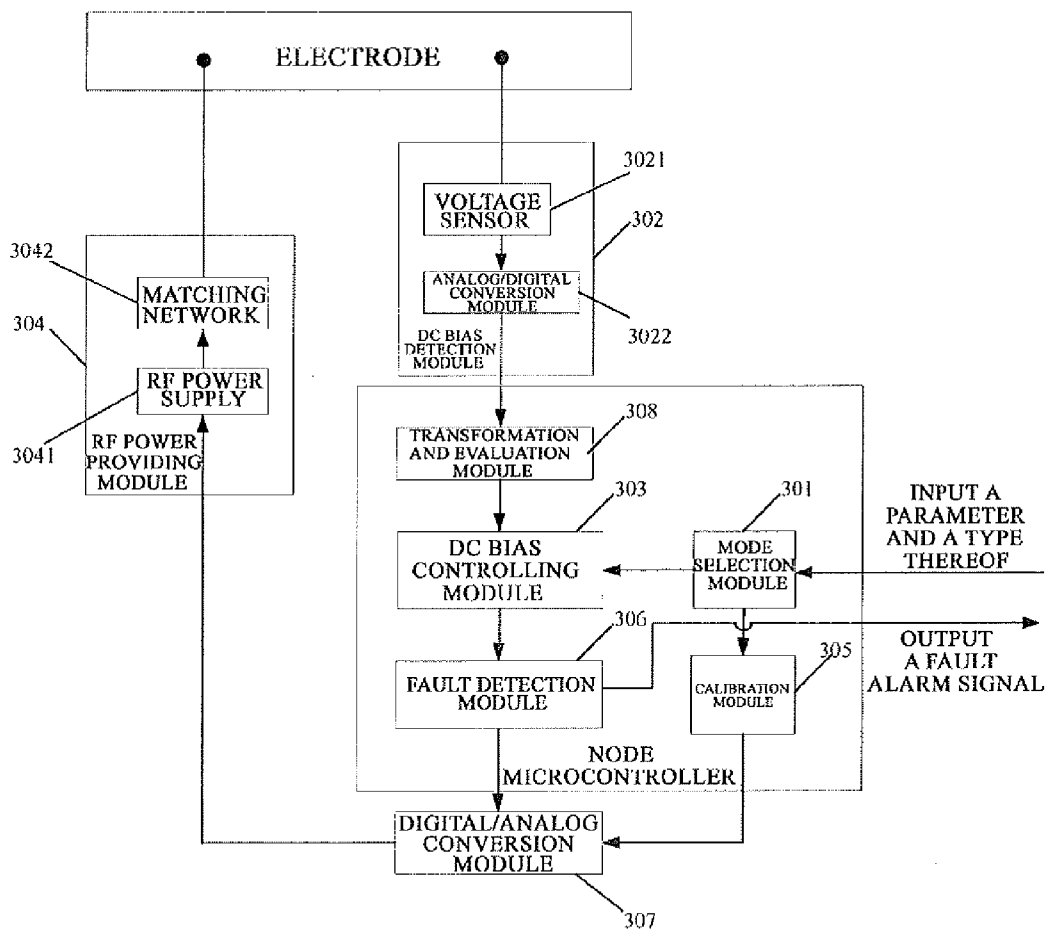 ELECTRODE
3021
VOLTAGE
SENSOR
302
3042
MATCHING
NETWORK
ANALOG/DIGITAL
CONVERSION
MODULE
304
3022
DC BIAS
DETECTION
MODULE
RF POWER
SUPPLY
3041
RF POWER
PROVIDING
MODULE
308
TRANSFORMATION
AND EVALUATION
MODULE
303
301
INPUT A
PARAMETER
AND A TYPE
THEREOF
DC BIAS
CONTROLLING
MODULE
MODE
SELECTION
MODULE
306
OUTPUT
A FAULT
ALARM SIGNAL
305
FAULT DETECTION
MODULE
CALIBRATION
MODULE
NODE
MICROCONTROLLER
DIGITAL/ANALOG
CONVERSION
MODULE
307